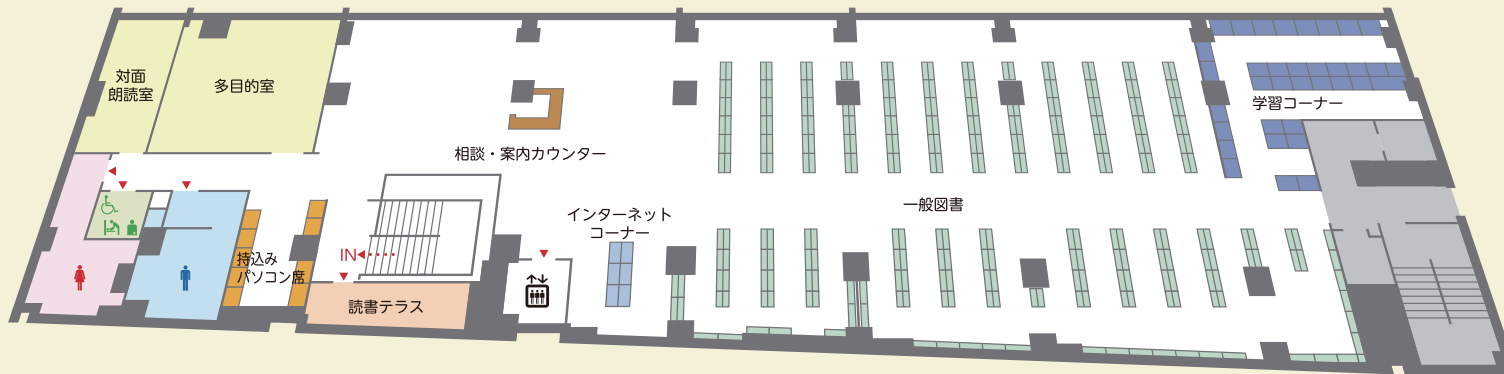 対面
朗読室
多目的室
相談・案内カウンター
学習コーナー
一般図書
インターネット
コーナー
持込み
パソコン席
IN
読書テラス